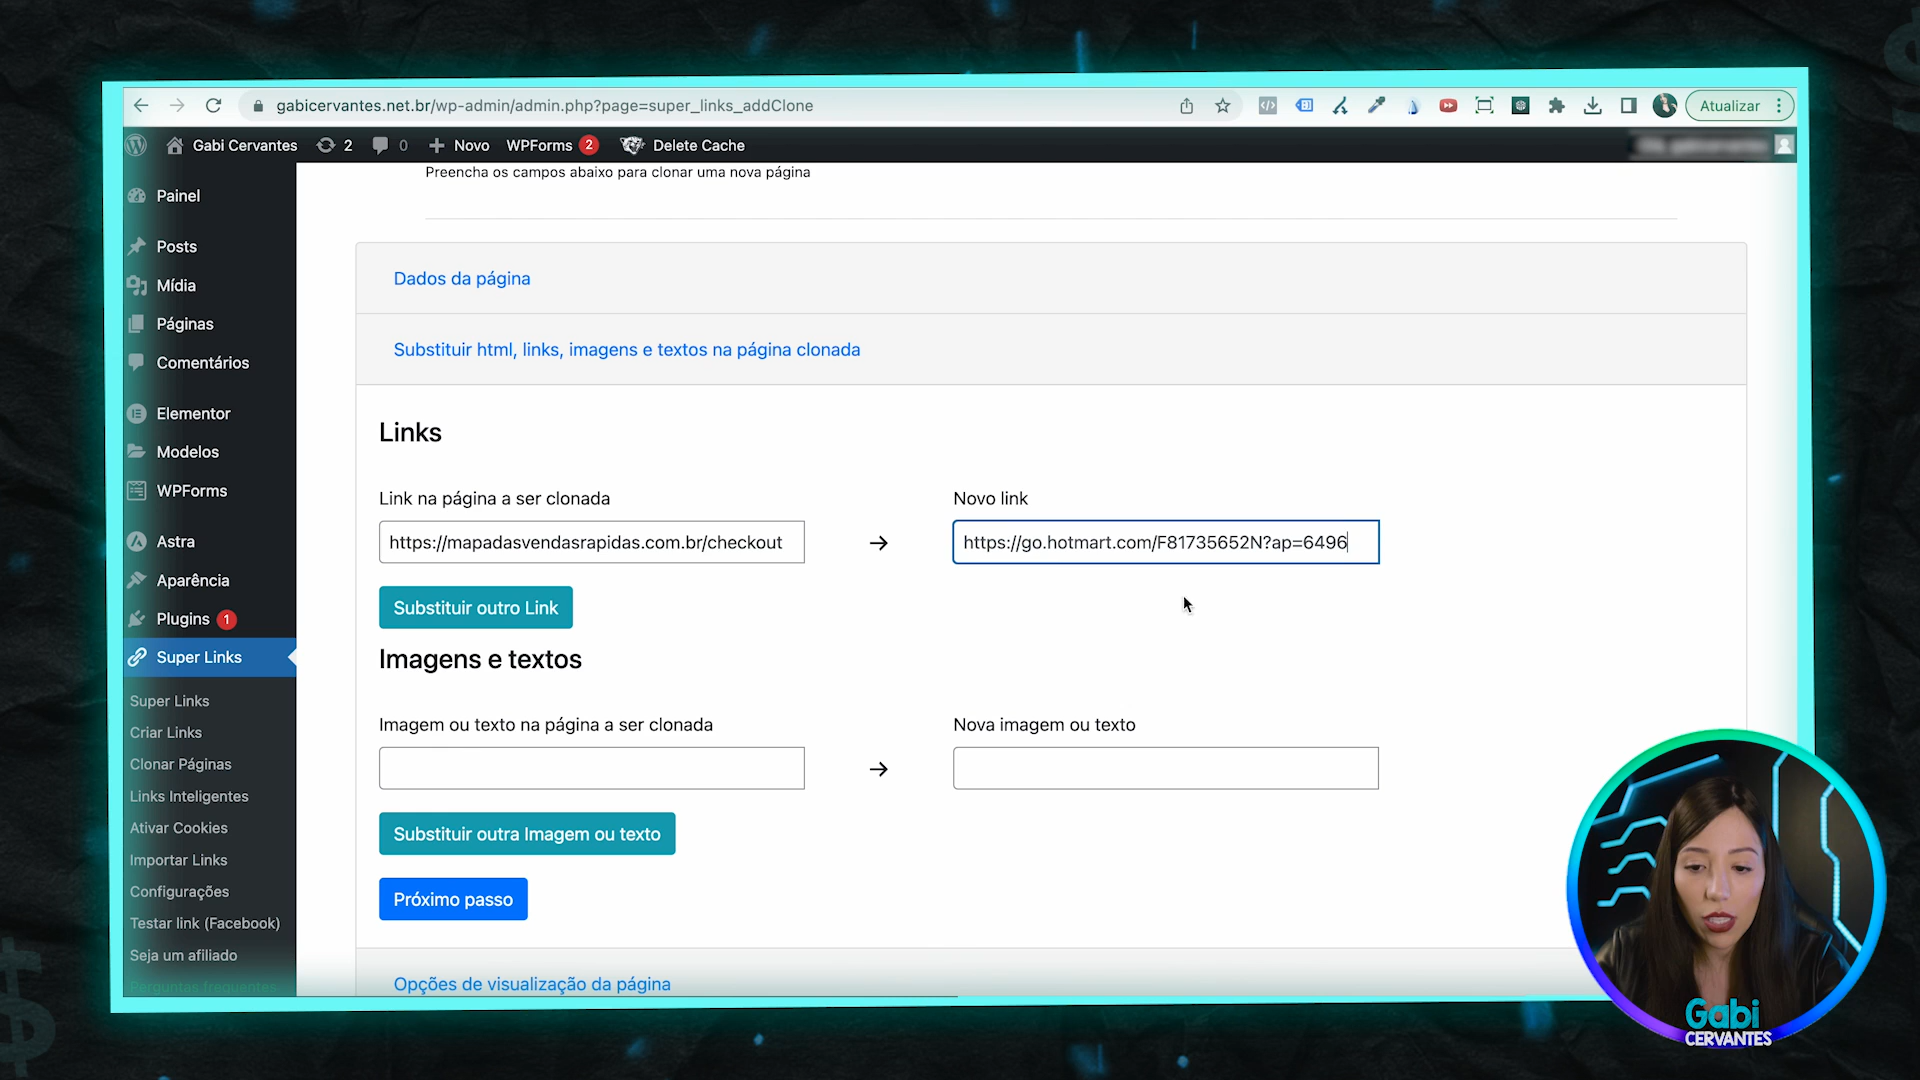 gabicervantes.net.br/wp-admin/admin.php?page=super_links_addClone
Atualizar
Gabi Cervantes
2
0
Novo
WPForms 2
Delete Cache
Preencha os campos abaixo para clonar uma nova página
Painel
Posts
Mídia
Páginas
Comentários
Elementor
Modelos
WPForms
Astra
Aparência
Plugins 1
Super Links
Super Links
Criar Links
Clonar Páginas
Links Inteligentes
Ativar Cookies
Importar Links
Configurações
Testar link (Facebook)
Seja um afiliado
Perguntas frequentes
Dados da página
Substituir html, links, imagens e textos na página clonada
Links
Link na página a ser clonada
Novo link
https://mapadasvendasrapidas.com.br/checkout
https://go.hotmart.com/F81735652N?ap=6496
Substituir outro Link
Imagens e textos
Imagem ou texto na página a ser clonada
Nova imagem ou texto
Substituir outra Imagem ou texto
Próximo passo
Opções de visualização da página
Gabi
CERVANTES